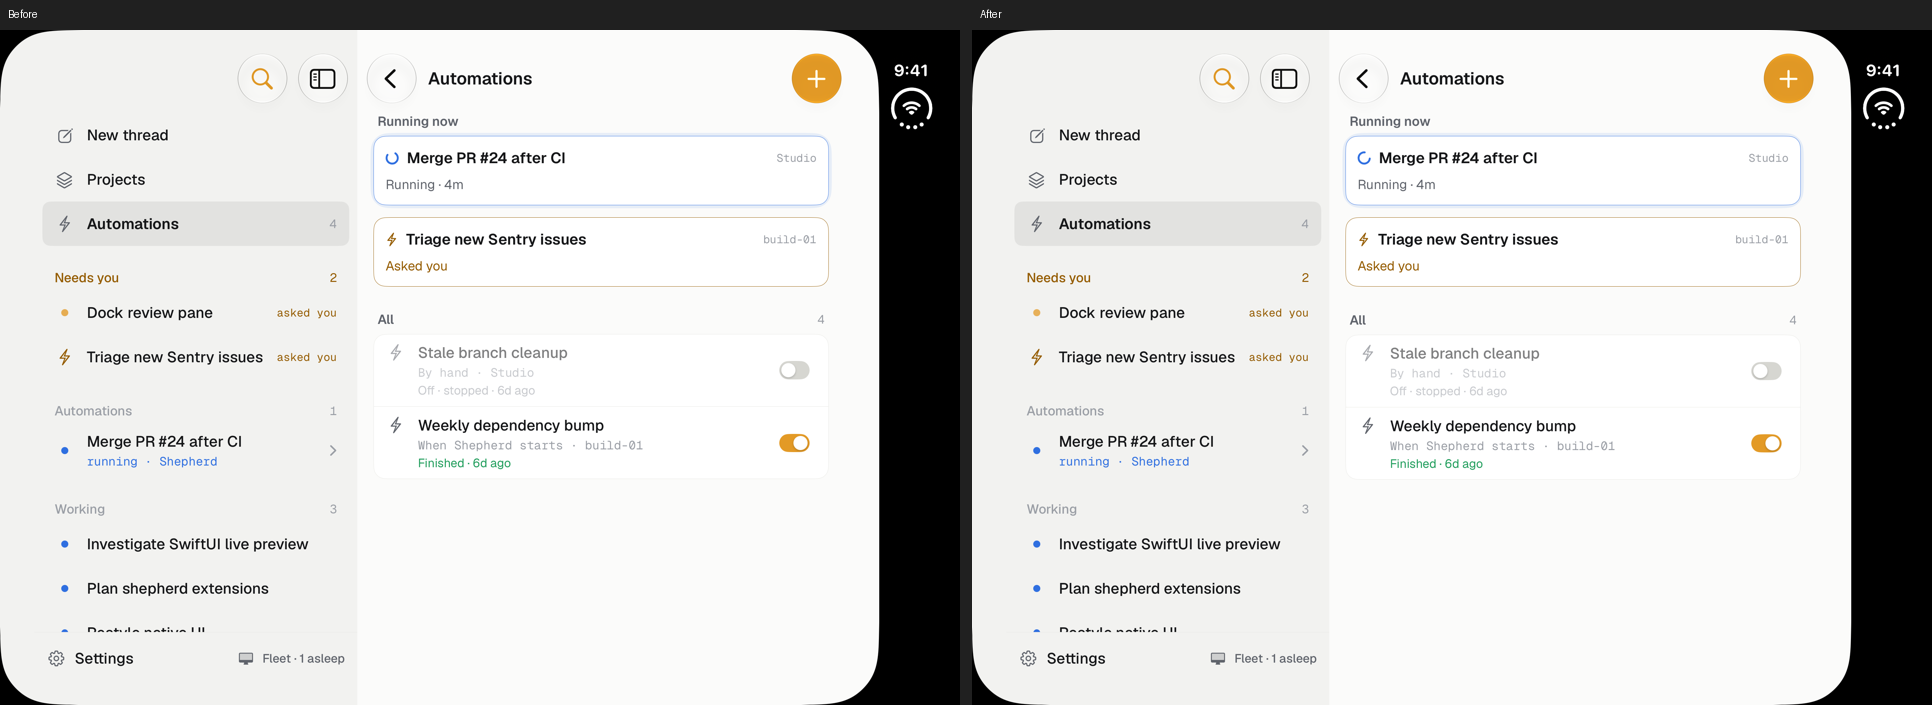 Before
New thread
Projects
Automations 4
Needs you 2
Dock review pane asked you
Triage new Sentry issues asked you
Automations 1
Merge PR #24 after CI
running · Shepherd
Working 3
Investigate SwiftUI live preview
Plan shepherd extensions
Restyle native UI
Settings Fleet · 1 asleep
Automations
Running now
Merge PR #24 after CI Studio
Running · 4m
Triage new Sentry issues build-01
Asked you
All 4
Stale branch cleanup
By hand · Studio
Off · stopped · 6d ago
Weekly dependency bump
When Shepherd starts · build-01
Finished · 6d ago
9:41
After
New thread
Projects
Automations 4
Needs you 2
Dock review pane asked you
Triage new Sentry issues asked you
Automations 1
Merge PR #24 after CI
running · Shepherd
Working 3
Investigate SwiftUI live preview
Plan shepherd extensions
Restyle native UI
Settings Fleet · 1 asleep
Automations
Running now
Merge PR #24 after CI Studio
Running · 4m
Triage new Sentry issues build-01
Asked you
All 4
Stale branch cleanup
By hand · Studio
Off · stopped · 6d ago
Weekly dependency bump
When Shepherd starts · build-01
Finished · 6d ago
9:41